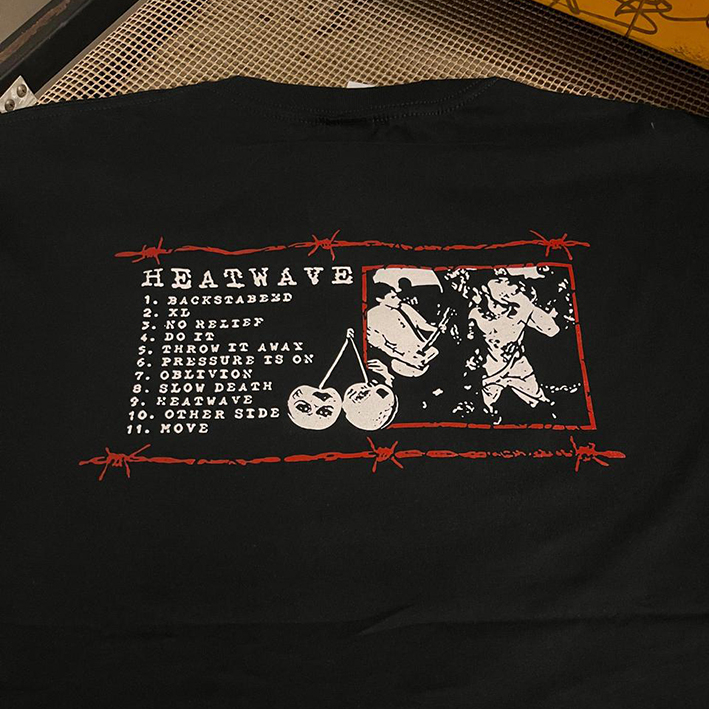 HEATWAVE
1. BACKSTABBED
2. XL
3. NO RELIEF
4. DO IT
5. THROW IT AWAY
6. PRESSURE IS ON
7. OBLIVION
8. SLOW DEATH
9. HEATWAVE
10. OTHER SIDE
11. MOVE